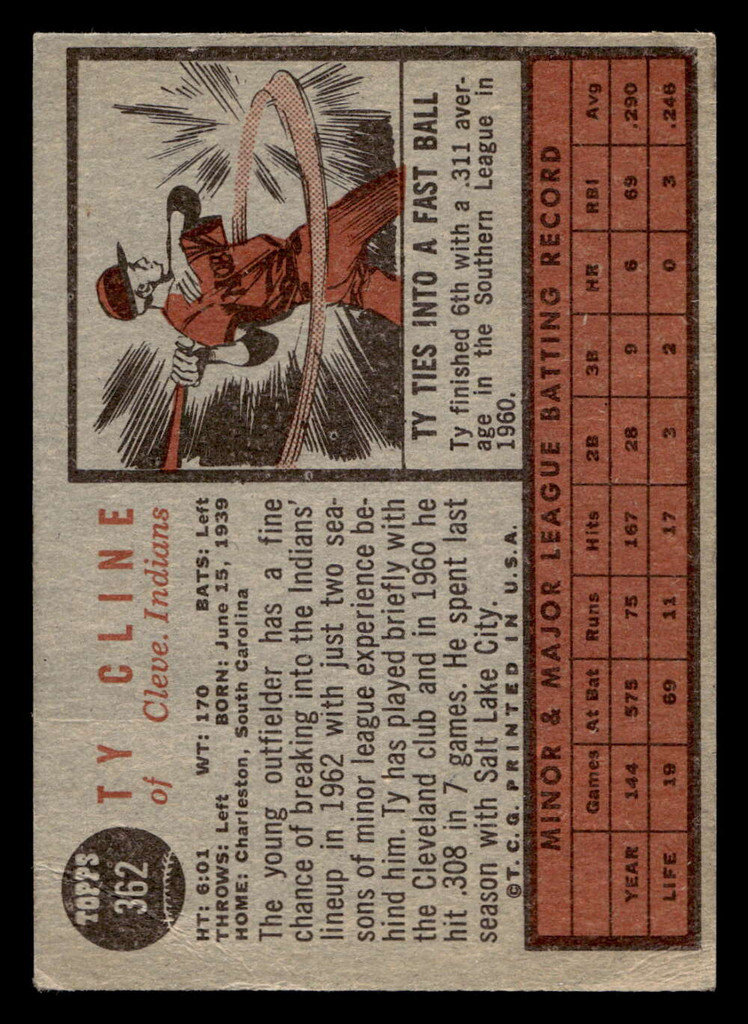 TOPPS
362
TY CLINE
of Cleve. Indians
HT: 6:01 WT: 170 BATS: Left
THROWS: Left BORN: June 15, 1939
HOME: Charleston, South Carolina
The young outfielder has a fine
chance of breaking into the Indians'
lineup in 1962 with just two sea-
sons of minor league experience be-
hind him. Ty has played briefly with
the Cleveland club and in 1960 he
hit .308 in 7 games. He spent last
season with Salt Lake City.
©T.C.G. PRINTED IN U.S.A.
TY TIES INTO A FAST BALL
Ty finished 6th with a .311 aver-
age in the Southern League in
1960.
MINOR & MAJOR LEAGUE BATTING RECORD
Games At Bat Runs Hits 2B 3B HR RBI Avg
YEAR 144 575 75 167 28 9 6 69 .290
LIFE 19 69 11 17 3 2 0 3 .246